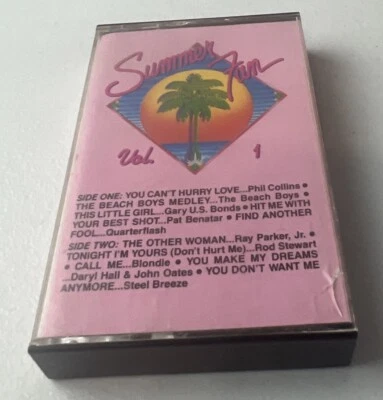 Summer Fun
Vol. 1
SIDE ONE: YOU CAN'T HURRY LOVE...Phil Collins •
THE BEACH BOYS MEDLEY...The Beach Boys •
THIS LITTLE GIRL...Gary U.S. Bonds • HIT ME WITH
YOUR BEST SHOT...Pat Benatar • FIND ANOTHER
FOOL...Quarterflash
SIDE TWO: THE OTHER WOMAN...Ray Parker, Jr. •
TONIGHT I'M YOURS (Don't Hurt Me)...Rod Stewart
• CALL ME...Blondie • YOU MAKE MY DREAMS
...Daryl Hall & John Oates • YOU DON'T WANT ME
ANYMORE...Steel Breeze